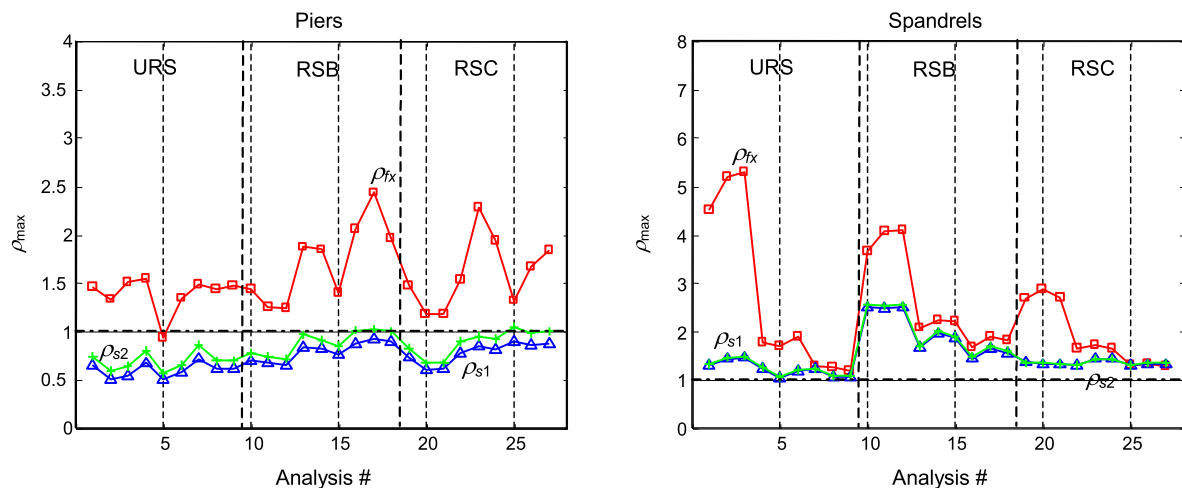 Piers
4
3.5
3
2.5
2
1.5
1
0.5
0
ρmax
URS
RSB
RSC
ρfx
ρs2
ρs1
5
10
15
20
25
Analysis #
Spandrels
8
7
6
5
4
3
2
1
0
ρmax
URS
RSB
RSC
ρfx
ρs1
ρs2
5
10
15
20
25
Analysis #